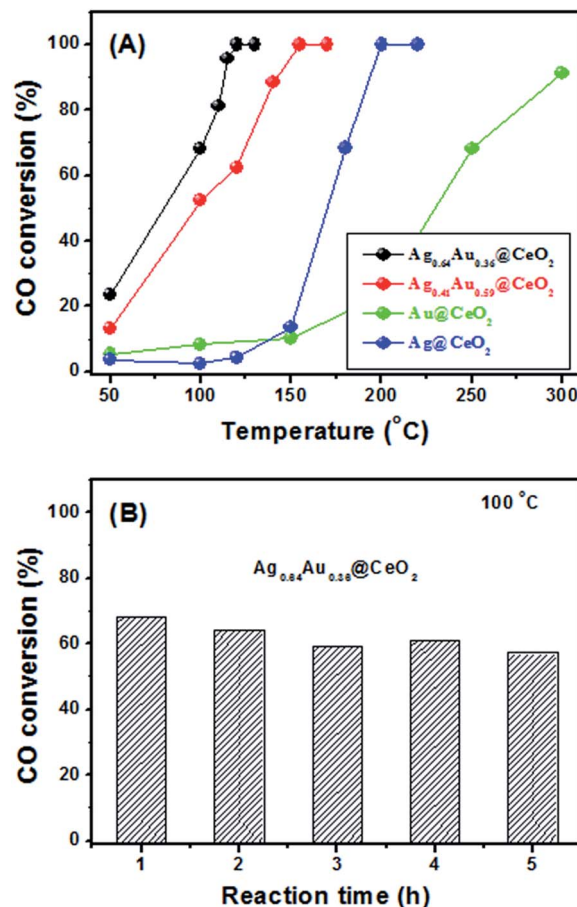 (A)
CO conversion (%)
100
80
60
40
20
0
Ag0.64Au0.36@CeO2
Ag0.41Au0.59@CeO2
Au@CeO2
Ag@CeO2
50 100 150 200 250 300
Temperature (°C)
(B)
100 °C
Ag0.64Au0.36@CeO2
CO conversion (%)
100
80
60
40
20
0
1 2 3 4 5
Reaction time (h)